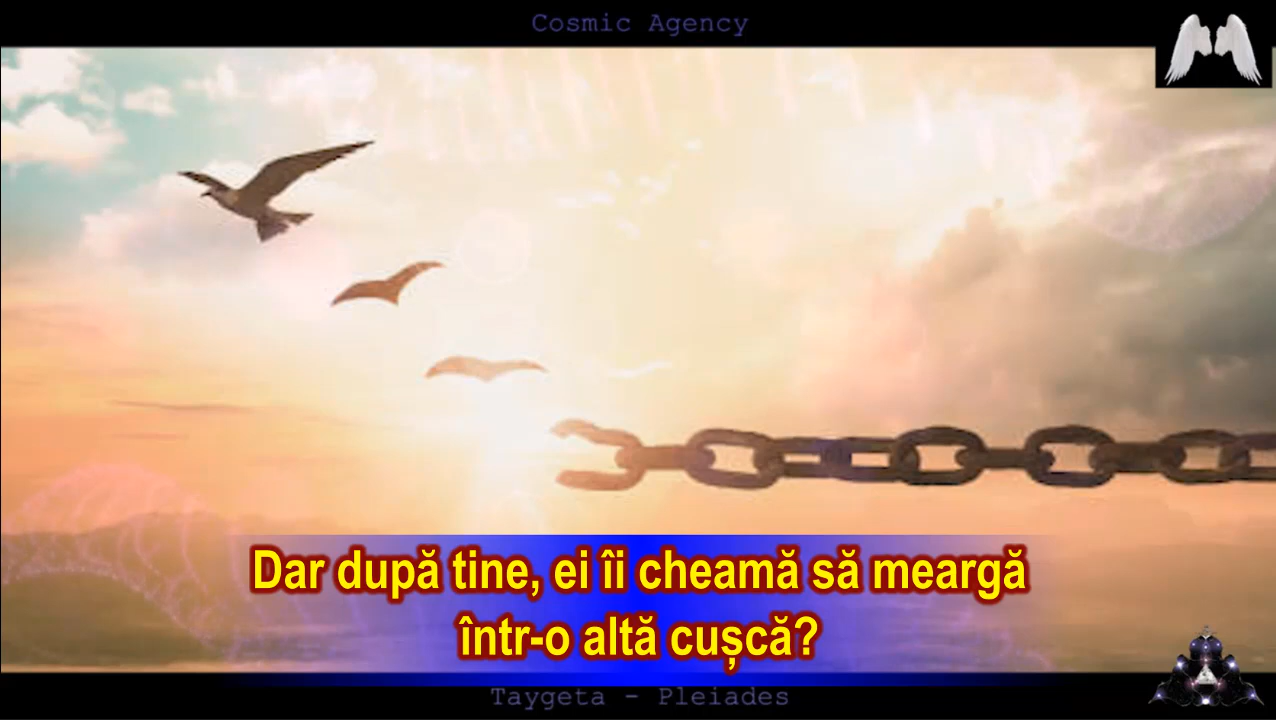 Cosmic Agency
Dar după tine, ei îi cheamă să meargă
într-o altă cușcă?
Taygeta - Pleiades